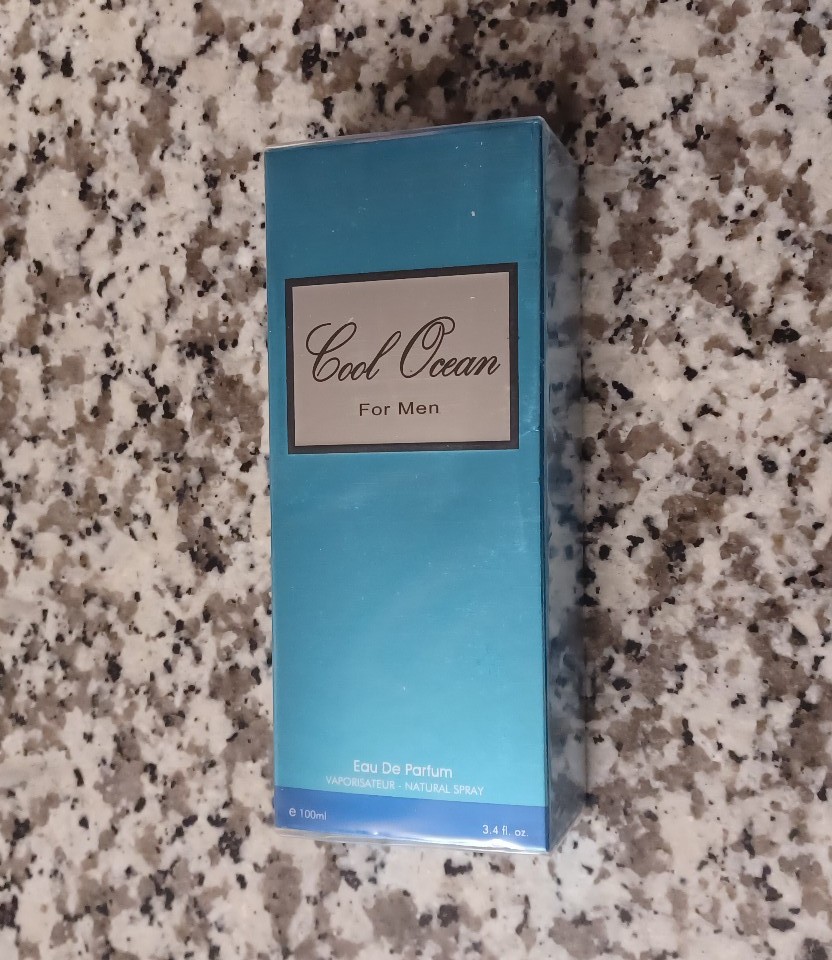 Cool Ocean
For Men
Eau De Parfum
VAPORISATEUR - NATURAL SPRAY
e 100ml
3.4 fl. oz.